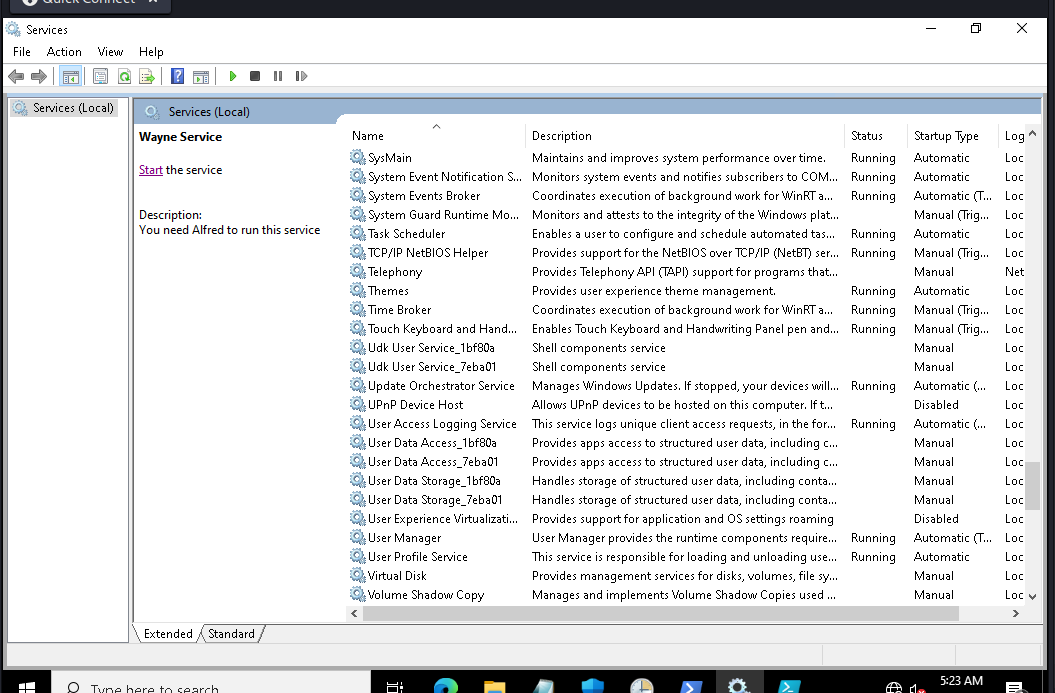 Quick Connect
Services
File Action View Help
Services (Local)
Services (Local)
Wayne Service
Start the service
Description:
You need Alfred to run this service
Name Description Status Startup Type Log
SysMain Maintains and improves system performance over time. Running Automatic Loc
System Event Notification S... Monitors system events and notifies subscribers to COM... Running Automatic Loc
System Events Broker Coordinates execution of background work for WinRT a... Running Automatic (T... Loc
System Guard Runtime Mo... Monitors and attests to the integrity of the Windows plat... Manual (Trig... Loc
Task Scheduler Enables a user to configure and schedule automated tas... Running Automatic Loc
TCP/IP NetBIOS Helper Provides support for the NetBIOS over TCP/IP (NetBT) ser... Running Manual (Trig... Loc
Telephony Provides Telephony API (TAPI) support for programs that... Manual Net
Themes Provides user experience theme management. Running Automatic Loc
Time Broker Coordinates execution of background work for WinRT a... Running Manual (Trig... Loc
Touch Keyboard and Hand... Enables Touch Keyboard and Handwriting Panel pen and... Running Manual (Trig... Loc
Udk User Service_1bf80a Shell components service Manual Loc
Udk User Service_7eba01 Shell components service Manual Loc
Update Orchestrator Service Manages Windows Updates. If stopped, your devices will... Running Automatic (... Loc
UPnP Device Host Allows UPnP devices to be hosted on this computer. If t... Disabled Loc
User Access Logging Service This service logs unique client access requests, in the for... Running Automatic (... Loc
User Data Access_1bf80a Provides apps access to structured user data, including c... Manual Loc
User Data Access_7eba01 Provides apps access to structured user data, including c... Manual Loc
User Data Storage_1bf80a Handles storage of structured user data, including conta... Manual Loc
User Data Storage_7eba01 Handles storage of structured user data, including conta... Manual Loc
User Experience Virtualizati... Provides support for application and OS settings roaming Disabled Loc
User Manager User Manager provides the runtime components require... Running Automatic (T... Loc
User Profile Service This service is responsible for loading and unloading use... Running Automatic Loc
Virtual Disk Provides management services for disks, volumes, file sy... Manual Loc
Volume Shadow Copy Manages and implements Volume Shadow Copies used ... Manual Loc
Extended Standard
Type here to search
5:23 AM